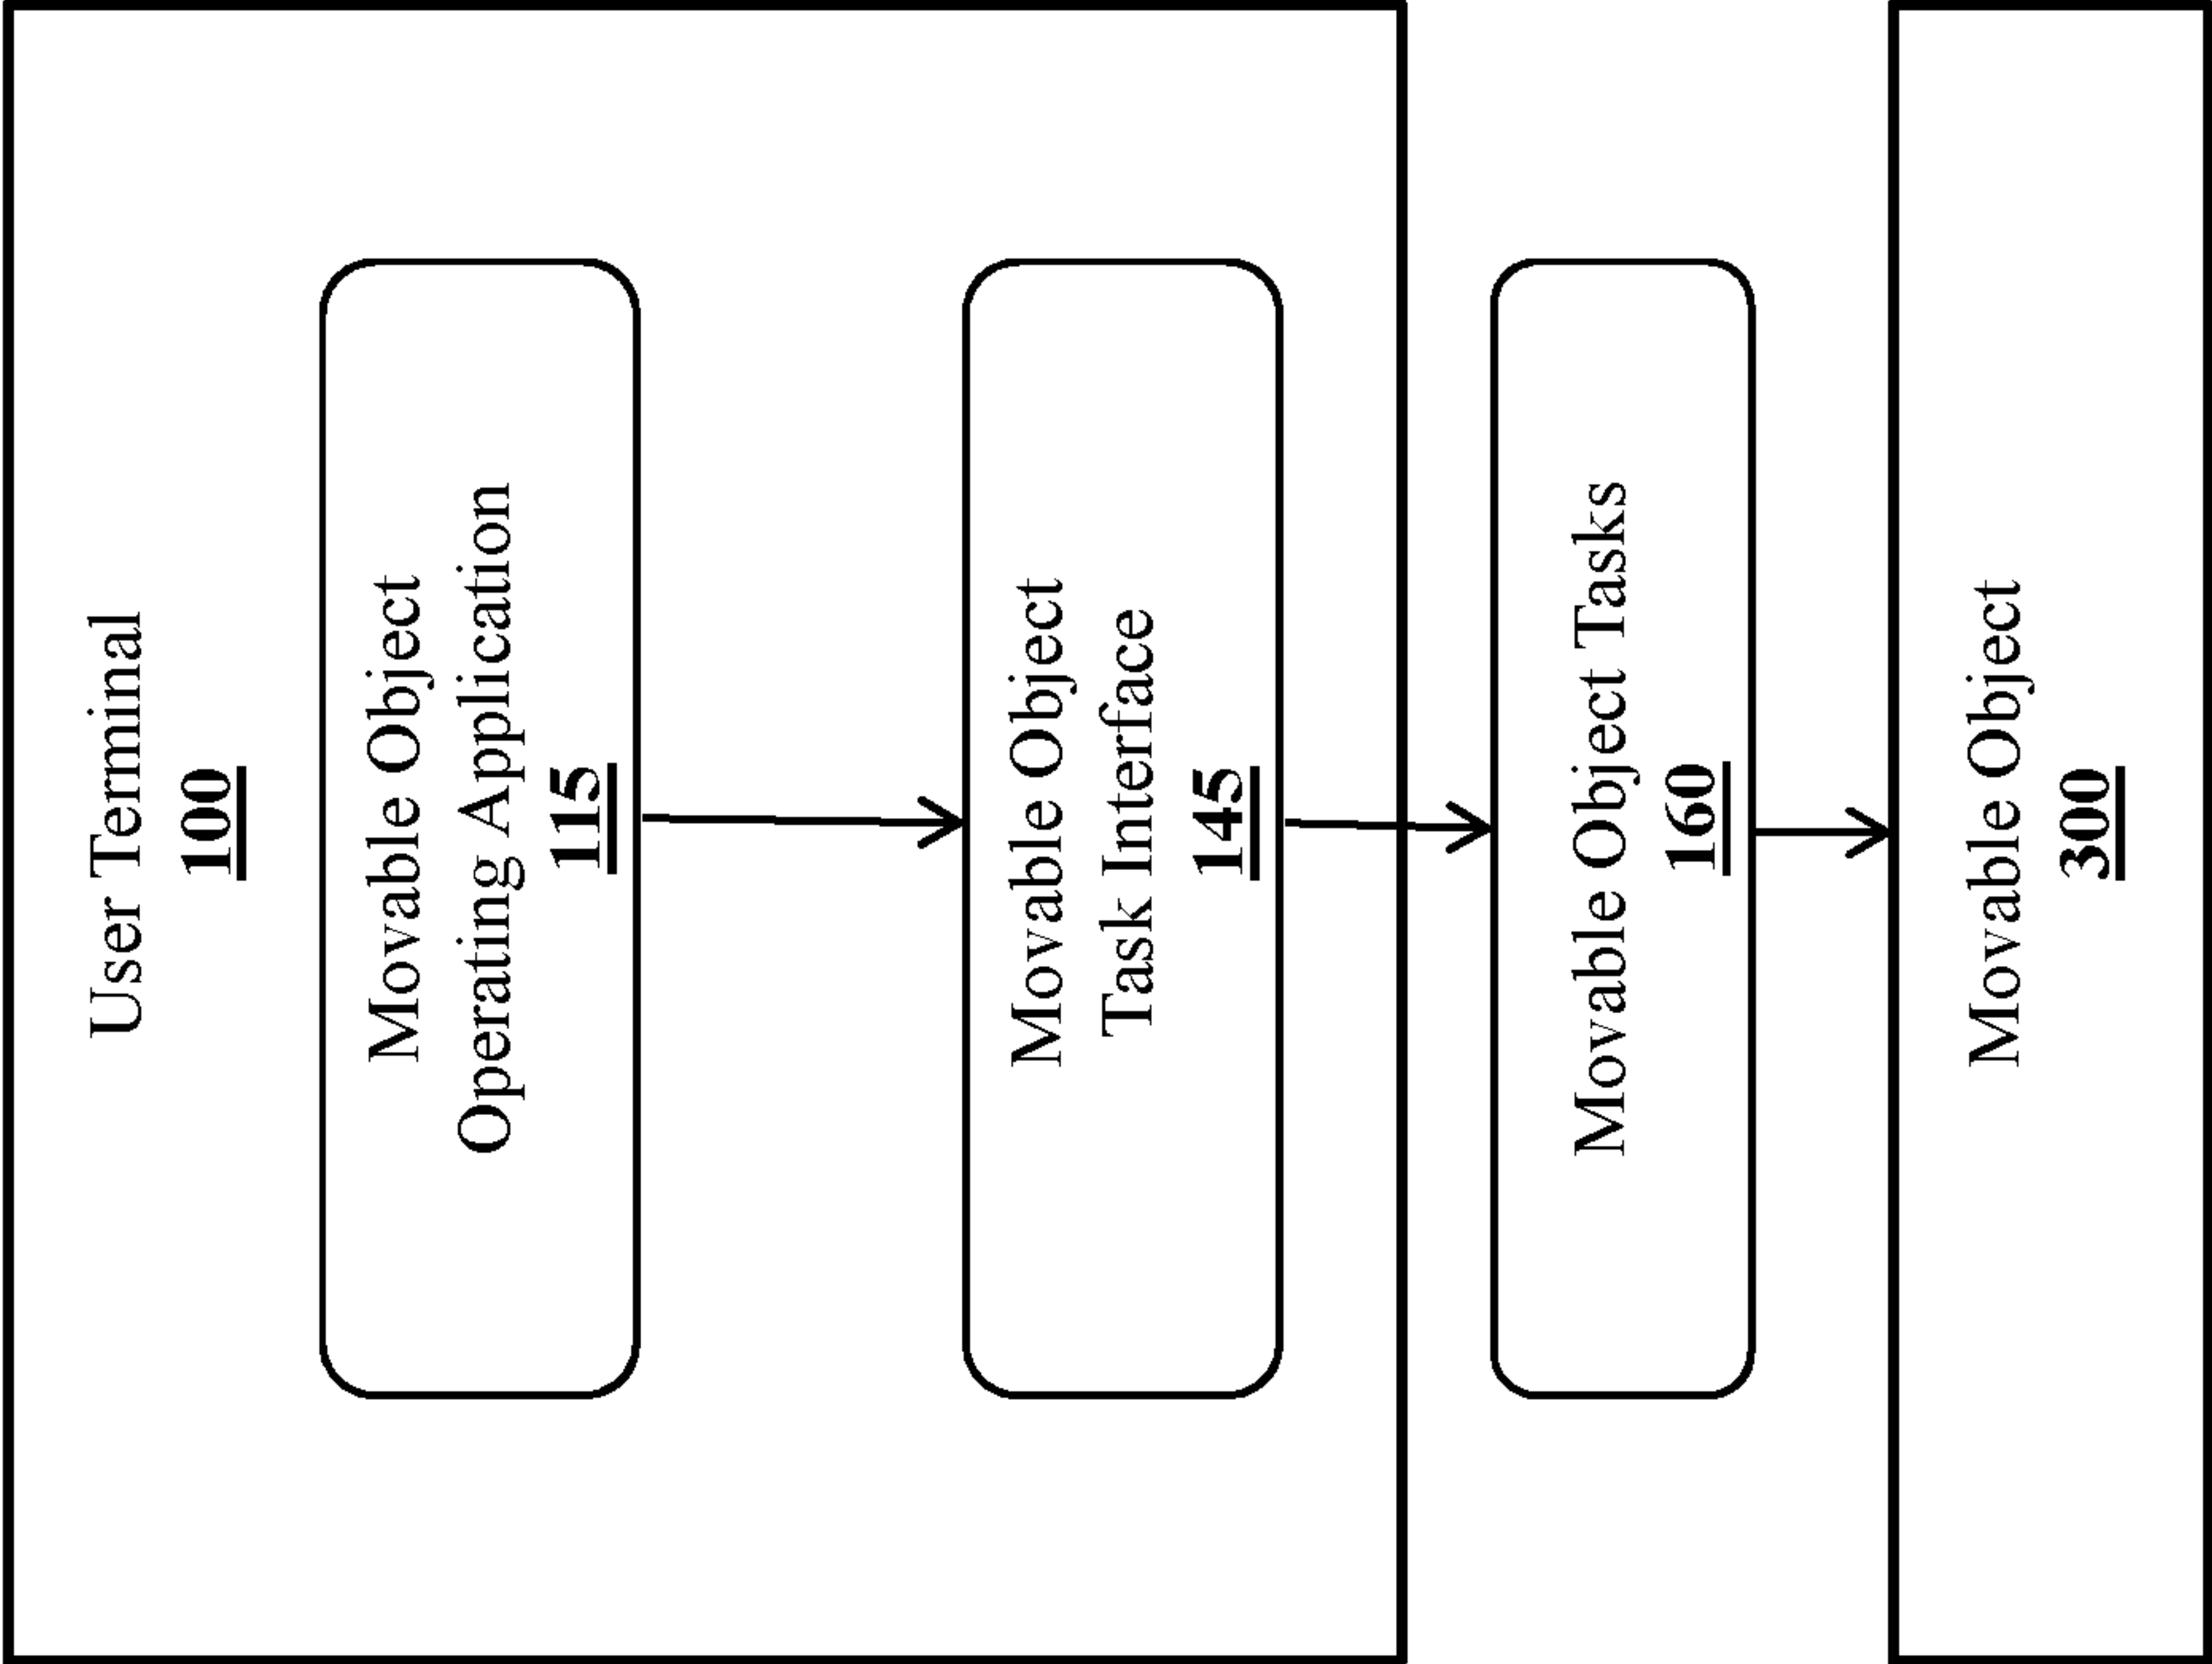 User Terminal
100
Movable Object
Operating Application
115
Movable Object
Task Interface
145
Movable Object Tasks
160
Movable Object
300